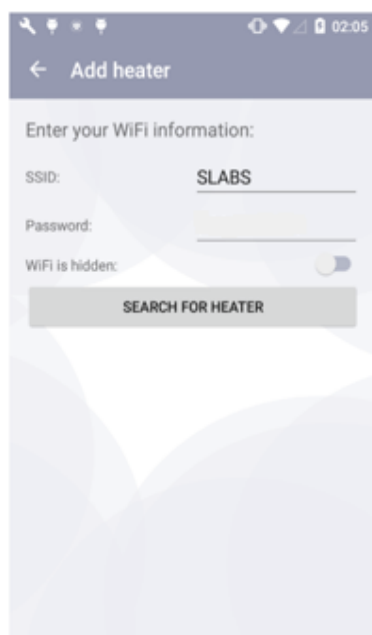 02:05
Add heater
Enter your WiFi information:
SSID: SLABS
Password:
WiFi is hidden:
SEARCH FOR HEATER